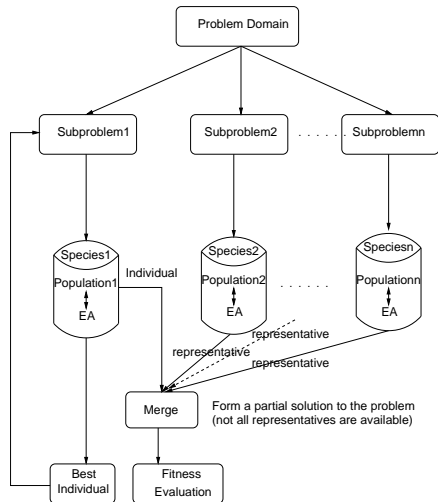 Problem Domain
Subproblem1
Subproblem2
. . . . . .
Subproblemn
Species1
Population1
EA
Individual
Species2
Population2
EA
. . . . . .
Speciesn
Populationn
EA
representative
representative
representative
Merge
Form a partial solution to the problem
(not all representatives are available)
Best
Individual
Fitness
Evaluation